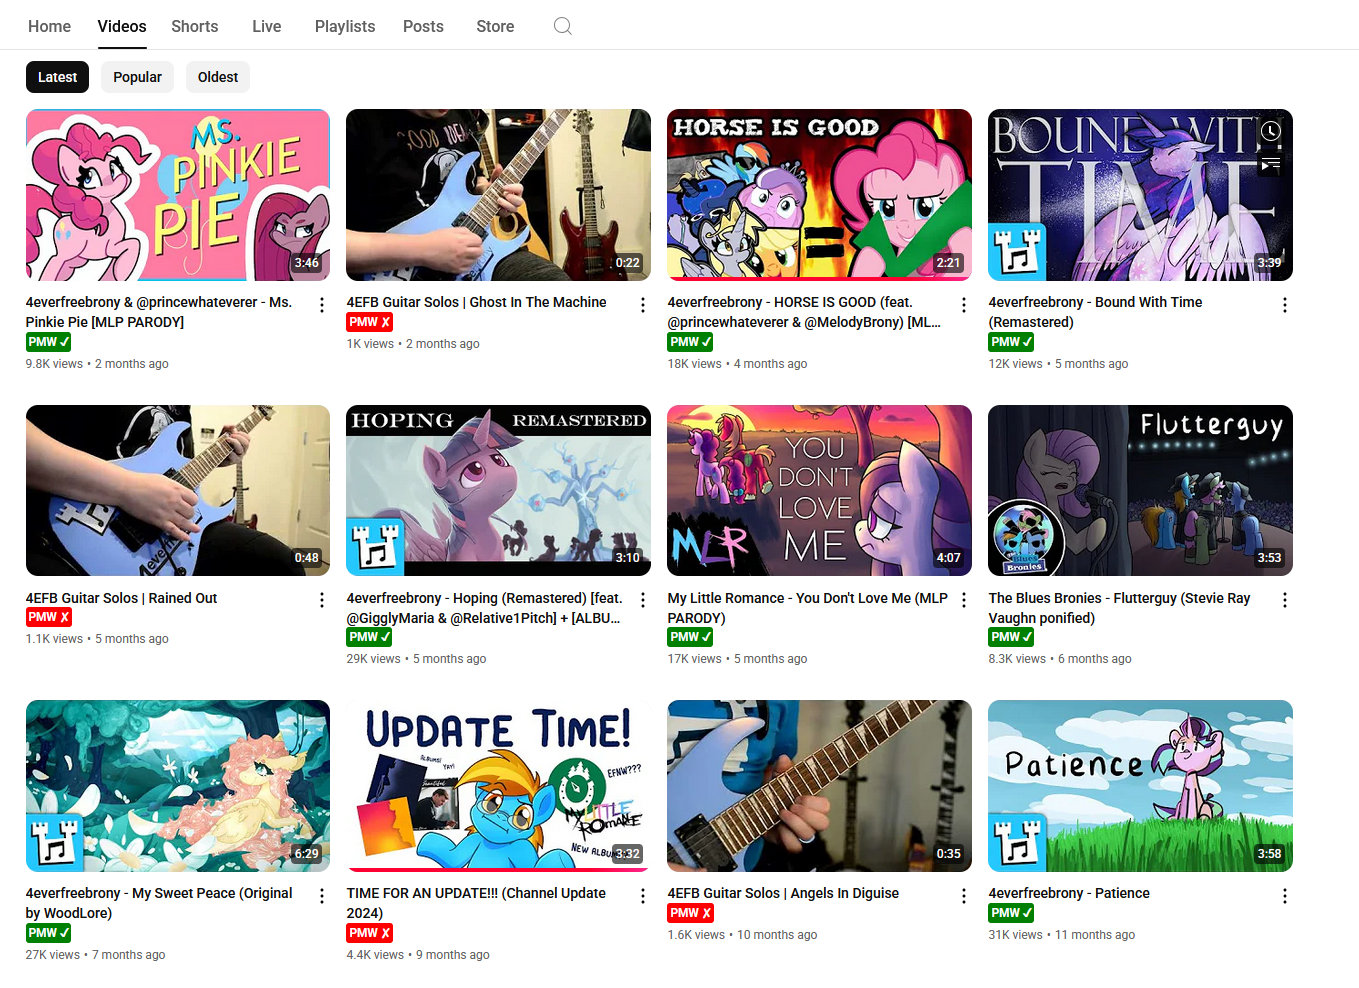 Home Videos Shorts Live Playlists Posts Store
Latest Popular Oldest
MS.
PINKIE
PIE
3:46
GOOD IDEA
0:22
HORSE IS GOOD
=
2:21
BOUND WITH
TIME
3:39
4everfreebrony & @princewhateverer - Ms.
Pinkie Pie [MLP PARODY]
PMW ✓
9.8K views • 2 months ago
4EFB Guitar Solos | Ghost In The Machine
PMW ✗
1K views • 2 months ago
4everfreebrony - HORSE IS GOOD (feat.
@princewhateverer & @MelodyBrony) [ML...
PMW ✓
18K views • 4 months ago
4everfreebrony - Bound With Time
(Remastered)
PMW ✓
12K views • 5 months ago
0:48
HOPING REMASTERED
3:10
YOU
DON'T
LOVE
ME
MLR
4:07
Flutterguy
Blues
Bronies
3:53
4EFB Guitar Solos | Rained Out
PMW ✗
1.1K views • 5 months ago
4everfreebrony - Hoping (Remastered) [feat.
@GigglyMaria & @Relative1Pitch] + [ALBU...
PMW ✓
29K views • 5 months ago
My Little Romance - You Don't Love Me (MLP
PARODY)
PMW ✓
17K views • 5 months ago
The Blues Bronies - Flutterguy (Stevie Ray
Vaughn ponified)
PMW ✓
8.3K views • 6 months ago
6:29
UPDATE TIME!
ALBUMS!
YAY!
EFNW???
MY LITTLE
ROMANCE
NEW ALBUM
3:32
0:35
Patience
3:58
4everfreebrony - My Sweet Peace (Original
by WoodLore)
PMW ✓
27K views • 7 months ago
TIME FOR AN UPDATE!!! (Channel Update
2024)
PMW ✗
4.4K views • 9 months ago
4EFB Guitar Solos | Angels In Diguise
PMW ✗
1.6K views • 10 months ago
4everfreebrony - Patience
PMW ✓
31K views • 11 months ago